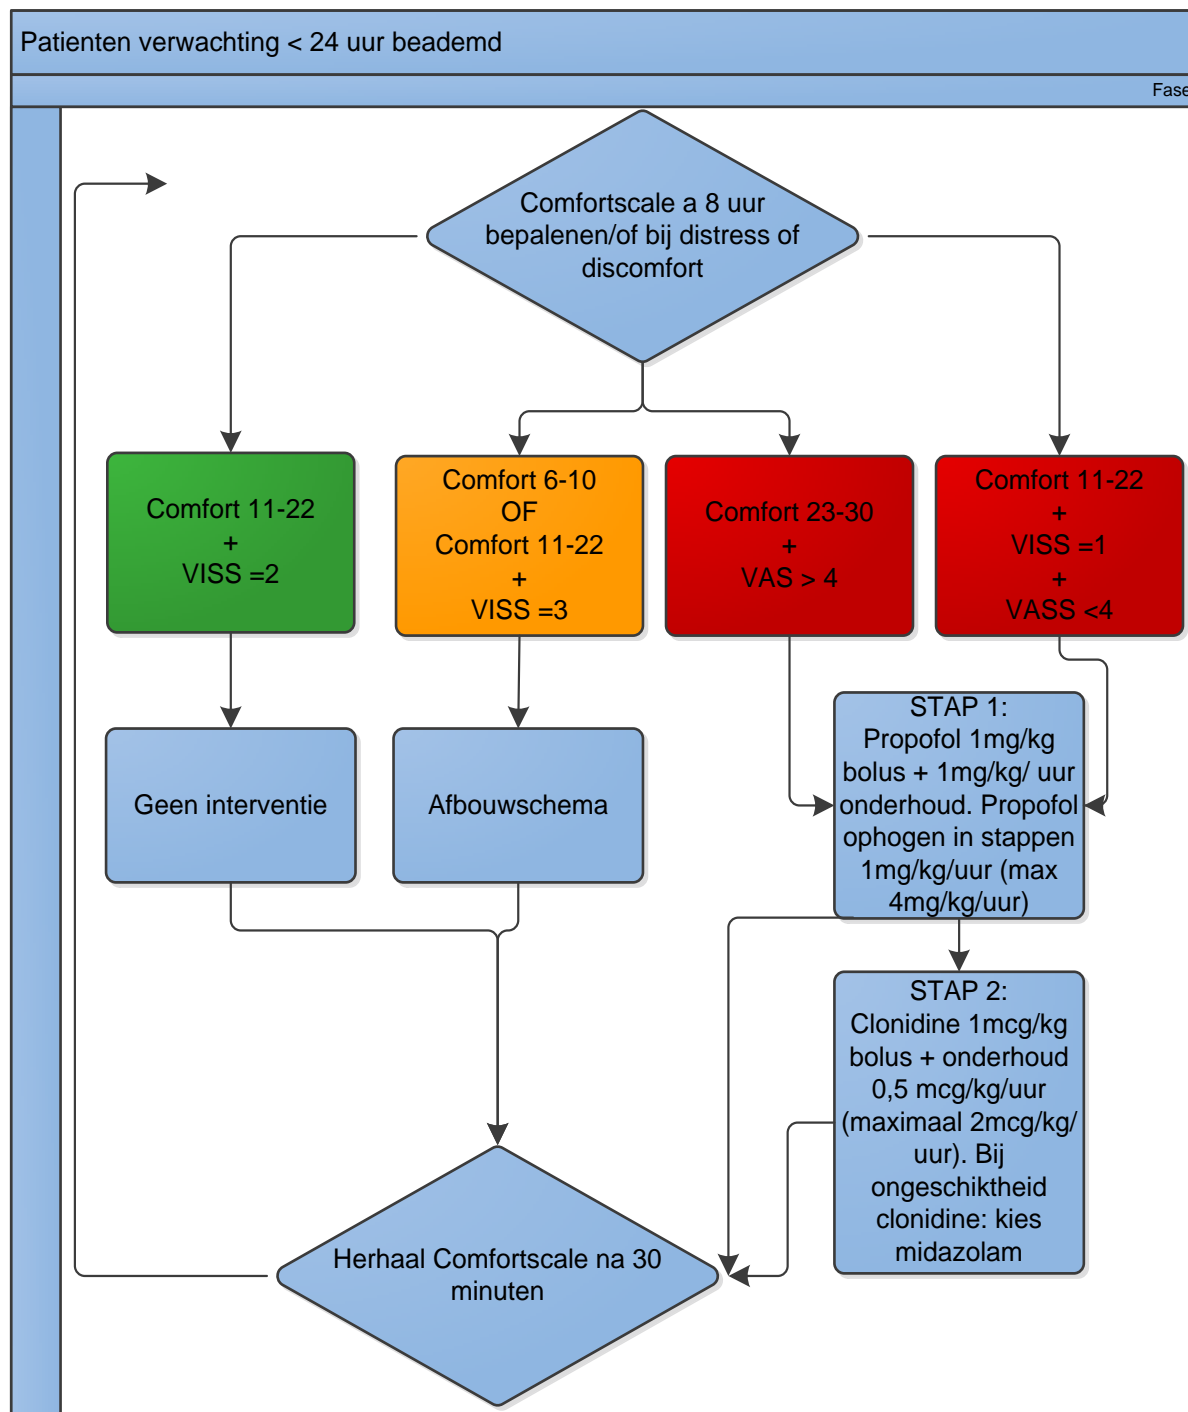 Patienten verwachting < 24 uur beademd
Fase
Comfortscale a 8 uur
bepalenen/of bij distress of
discomfort
Comfort 11-22
+
VISS =2
Comfort 6-10
OF
Comfort 11-22
+
VISS =3
Comfort 23-30
+
VAS > 4
Comfort 11-22
+
VISS =1
+
VASS <4
Geen interventie
Afbouwschema
STAP 1:
Propofol 1mg/kg
bolus + 1mg/kg/ uur
onderhoud. Propofol
ophogen in stappen
1mg/kg/uur (max
4mg/kg/uur)
STAP 2:
Clonidine 1mcg/kg
bolus + onderhoud
0,5 mcg/kg/uur
(maximaal 2mcg/kg/
uur). Bij
ongeschiktheid
clonidine: kies
midazolam
Herhaal Comfortscale na 30
minuten